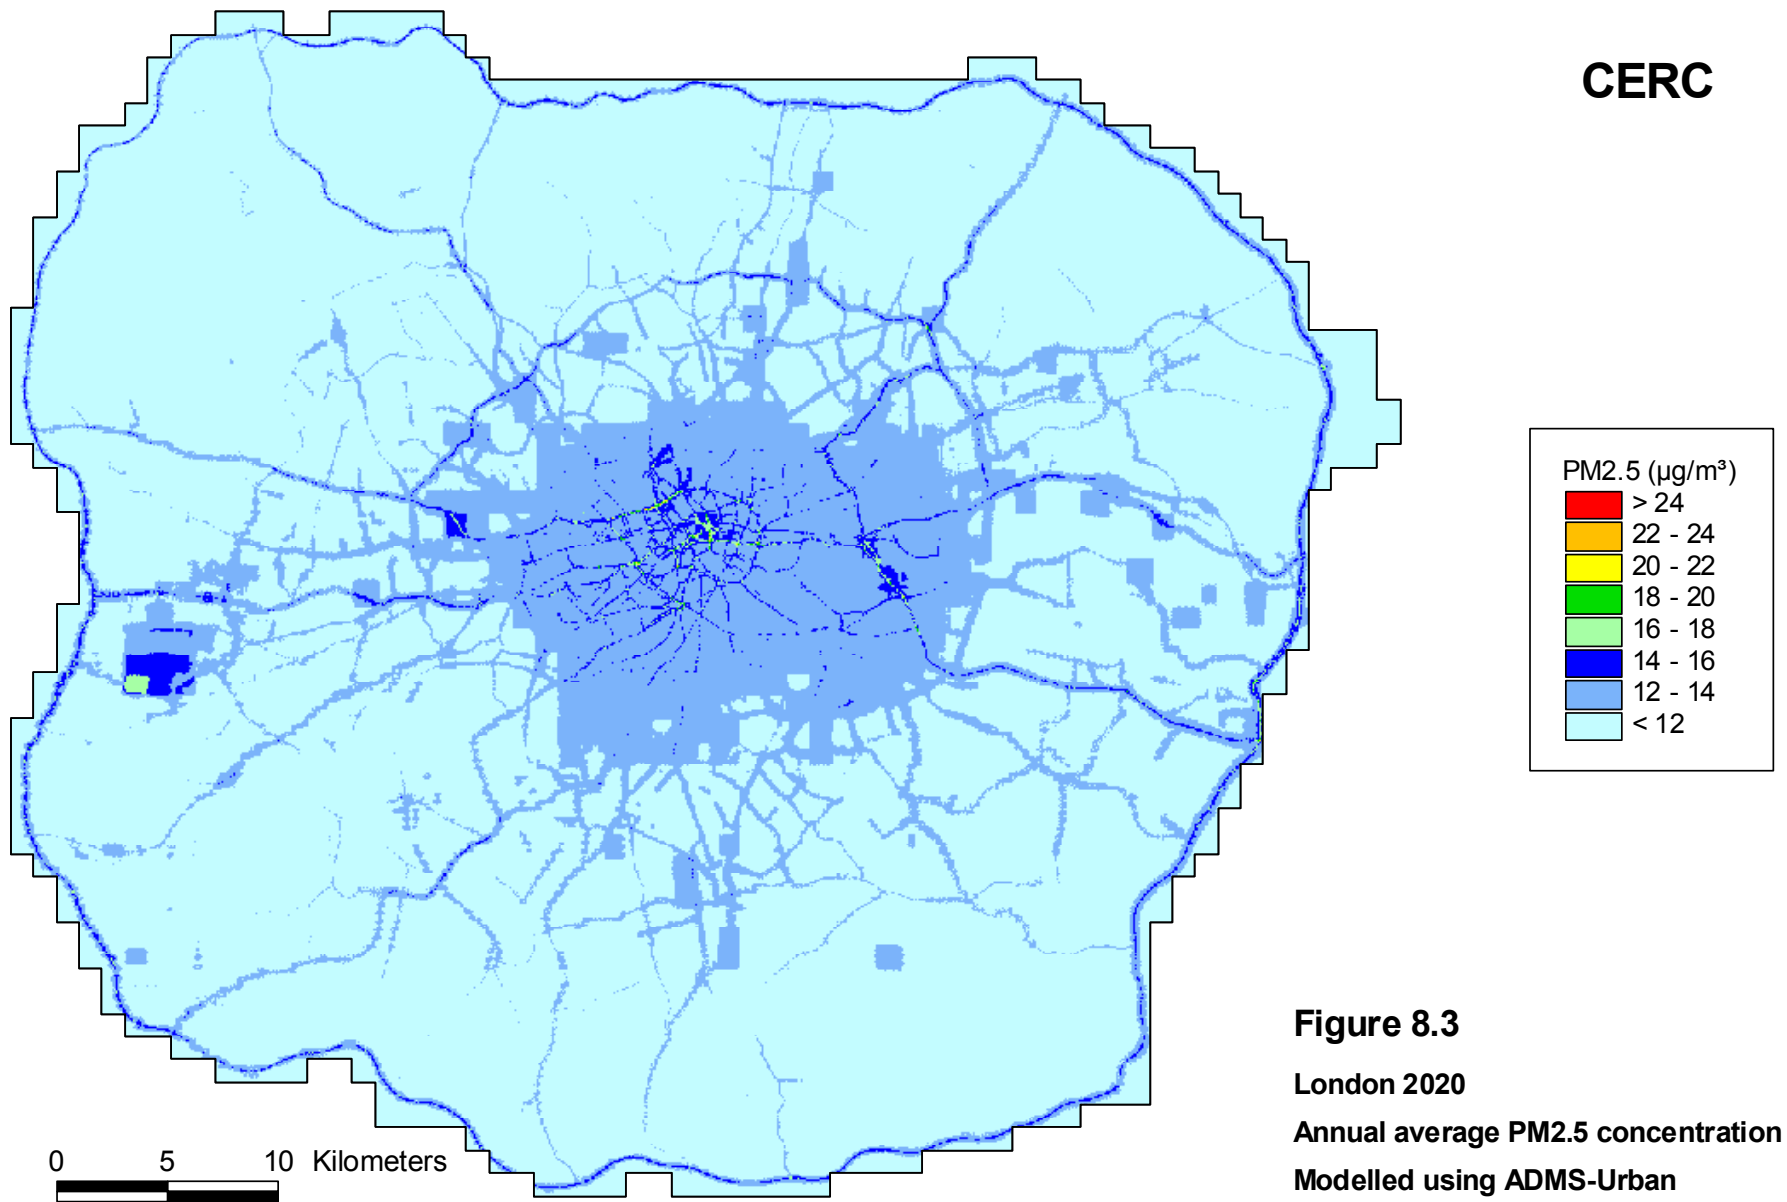 CERC
PM2.5 (µg/m³)
> 24
22 - 24
20 - 22
18 - 20
16 - 18
14 - 16
12 - 14
< 12
Figure 8.3
London 2020
Annual average PM2.5 concentration
Modelled using ADMS-Urban
0 5 10 Kilometers